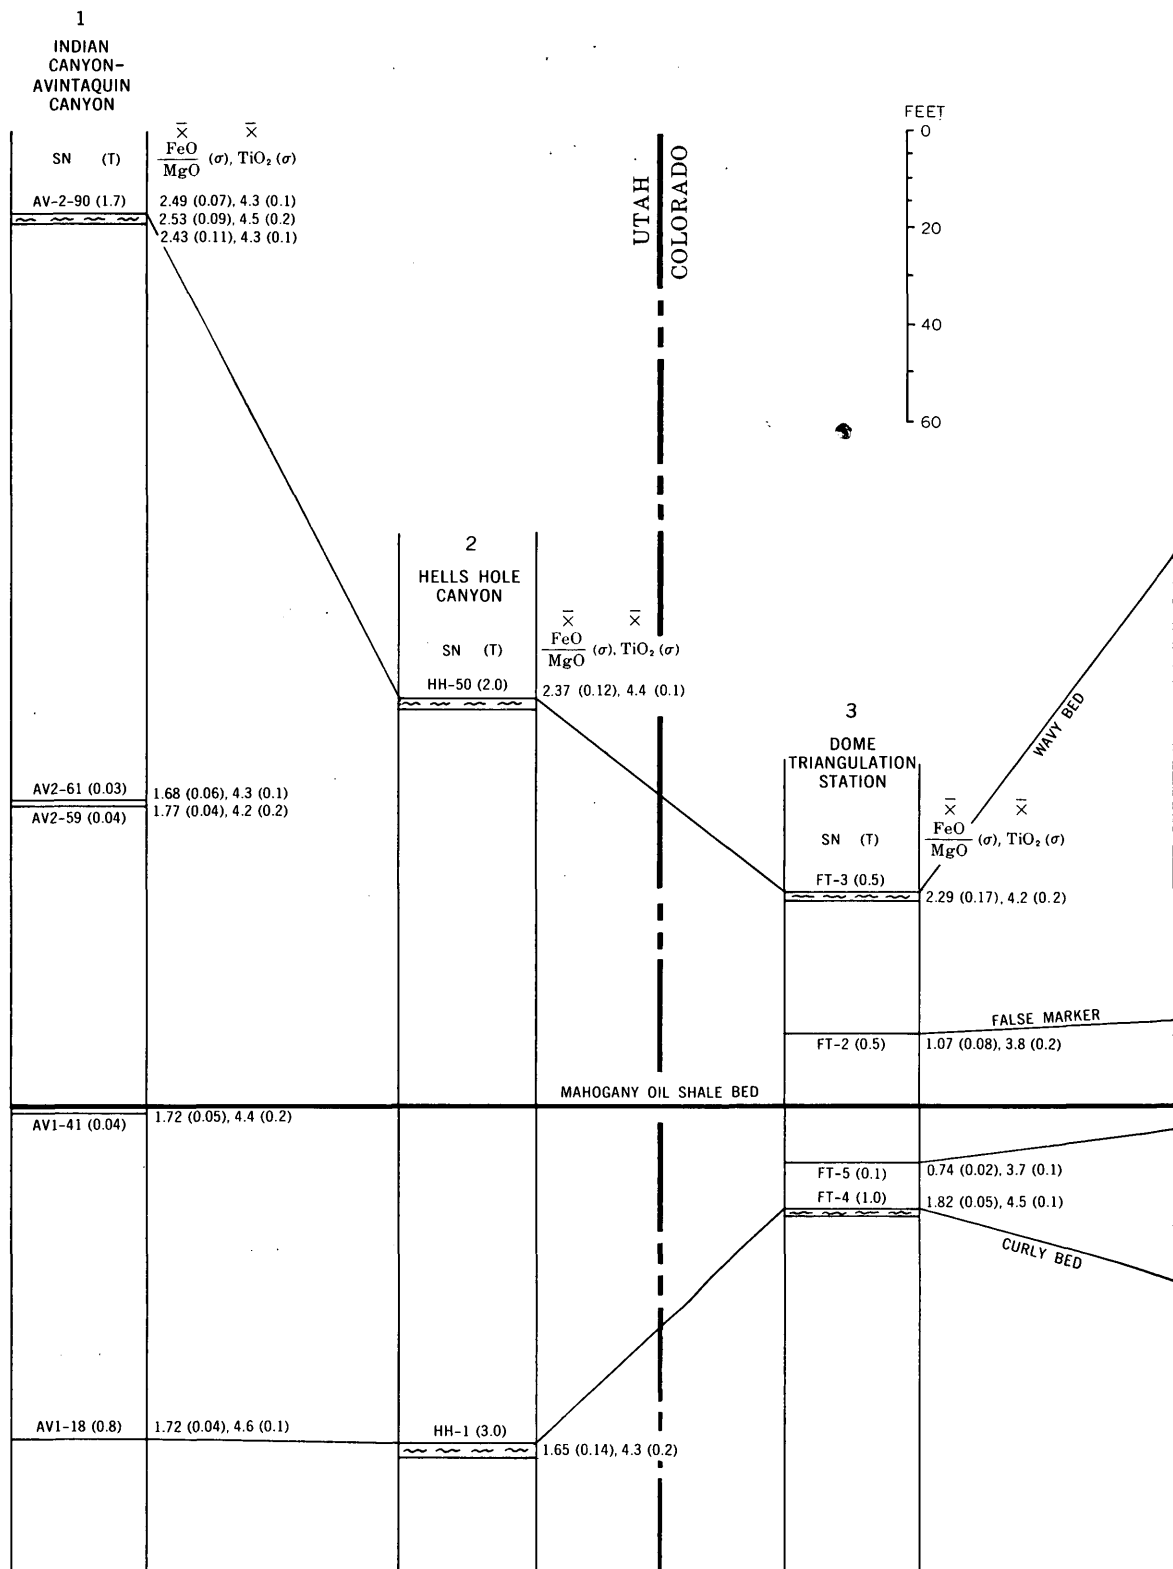 1
INDIAN
CANYON-
AVINTAQUIN
CANYON
SN (T)
x̄ x̄
FeO
MgO (σ), TiO₂ (σ)
AV-2-90 (1.7)
2.49 (0.07), 4.3 (0.1)
2.53 (0.09), 4.5 (0.2)
2.43 (0.11), 4.3 (0.1)
AV2-61 (0.03)
1.68 (0.06), 4.3 (0.1)
AV2-59 (0.04)
1.77 (0.04), 4.2 (0.2)
AV1-41 (0.04)
1.72 (0.05), 4.4 (0.2)
AV1-18 (0.8)
1.72 (0.04), 4.6 (0.1)
2
HELLS HOLE
CANYON
SN (T)
x̄ x̄
FeO
MgO (σ), TiO₂ (σ)
HH-50 (2.0)
2.37 (0.12), 4.4 (0.1)
HH-1 (3.0)
1.65 (0.14), 4.3 (0.2)
UTAH
COLORADO
FEET
0
20
40
60
3
DOME
TRIANGULATION
STATION
SN (T)
x̄ x̄
FeO
MgO (σ), TiO₂ (σ)
FT-3 (0.5)
2.29 (0.17), 4.2 (0.2)
WAVY BED
FALSE MARKER
FT-2 (0.5)
1.07 (0.08), 3.8 (0.2)
MAHOGANY OIL SHALE BED
FT-5 (0.1)
0.74 (0.02), 3.7 (0.1)
FT-4 (1.0)
1.82 (0.05), 4.5 (0.1)
CURLY BED